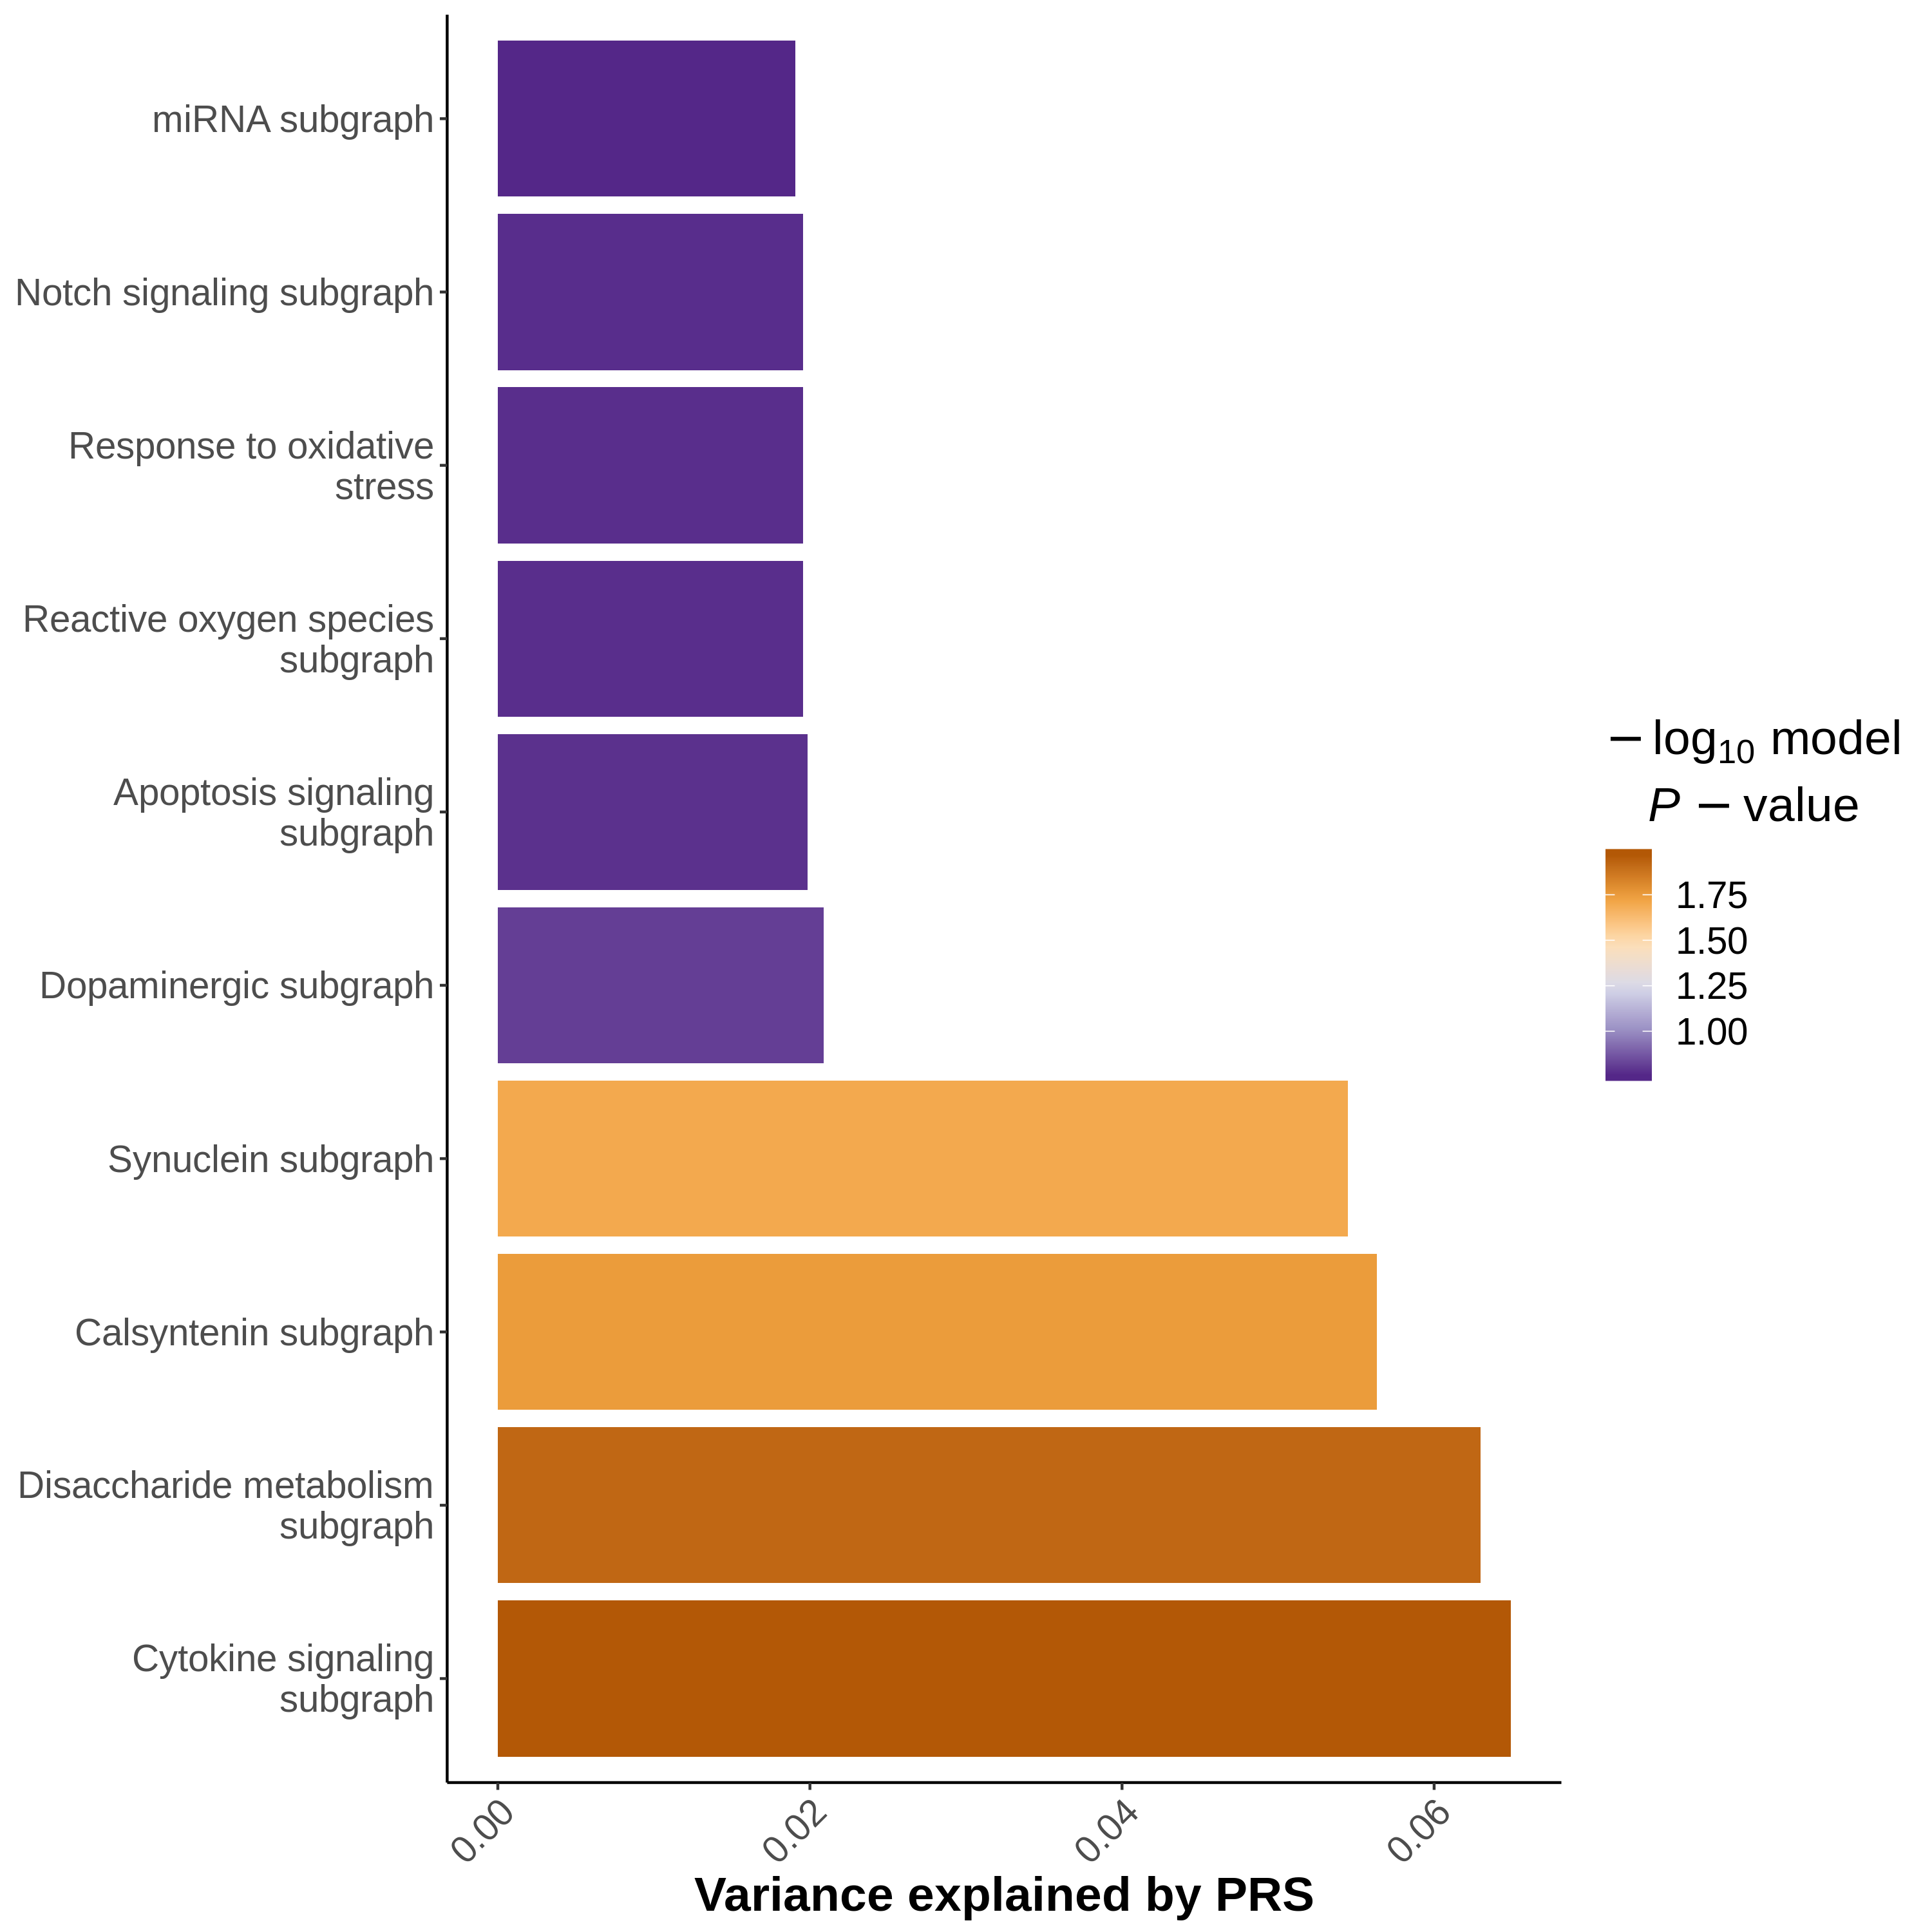 miRNA subgraph
Notch signaling subgraph
Response to oxidative
stress
Reactive oxygen species
subgraph
Apoptosis signaling
subgraph
Dopaminergic subgraph
Synuclein subgraph
Calsyntenin subgraph
Disaccharide metabolism
subgraph
Cytokine signaling
subgraph
0.00
0.02
0.04
0.06
Variance explained by PRS
−log10 model
P − value
1.75
1.50
1.25
1.00